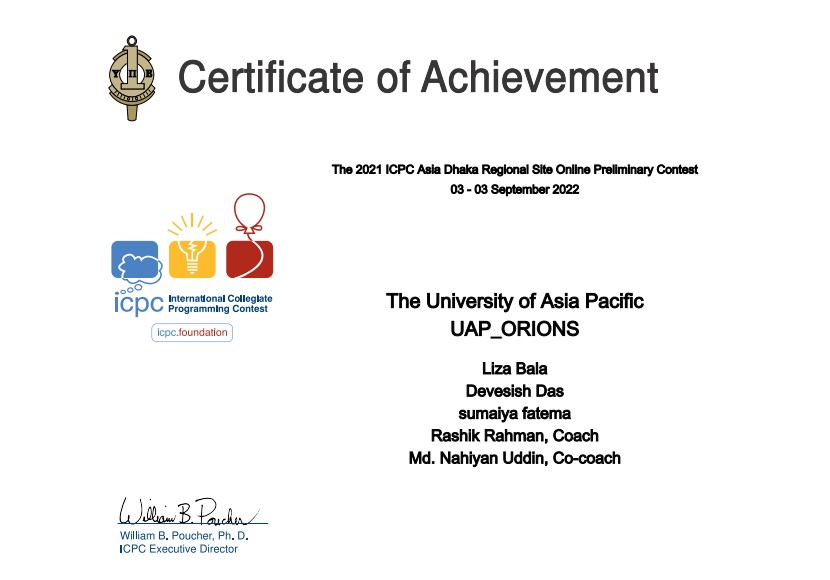 Certificate of Achievement
The 2021 ICPC Asia Dhaka Regional Site Online Preliminary Contest
03 - 03 September 2022
icpc International Collegiate
Programming Contest
icpc.foundation
The University of Asia Pacific
UAP_ORIONS
Liza Bala
Devesish Das
sumaiya fatema
Rashik Rahman, Coach
Md. Nahiyan Uddin, Co-coach
William B. Poucher
William B. Poucher, Ph. D.
ICPC Executive Director